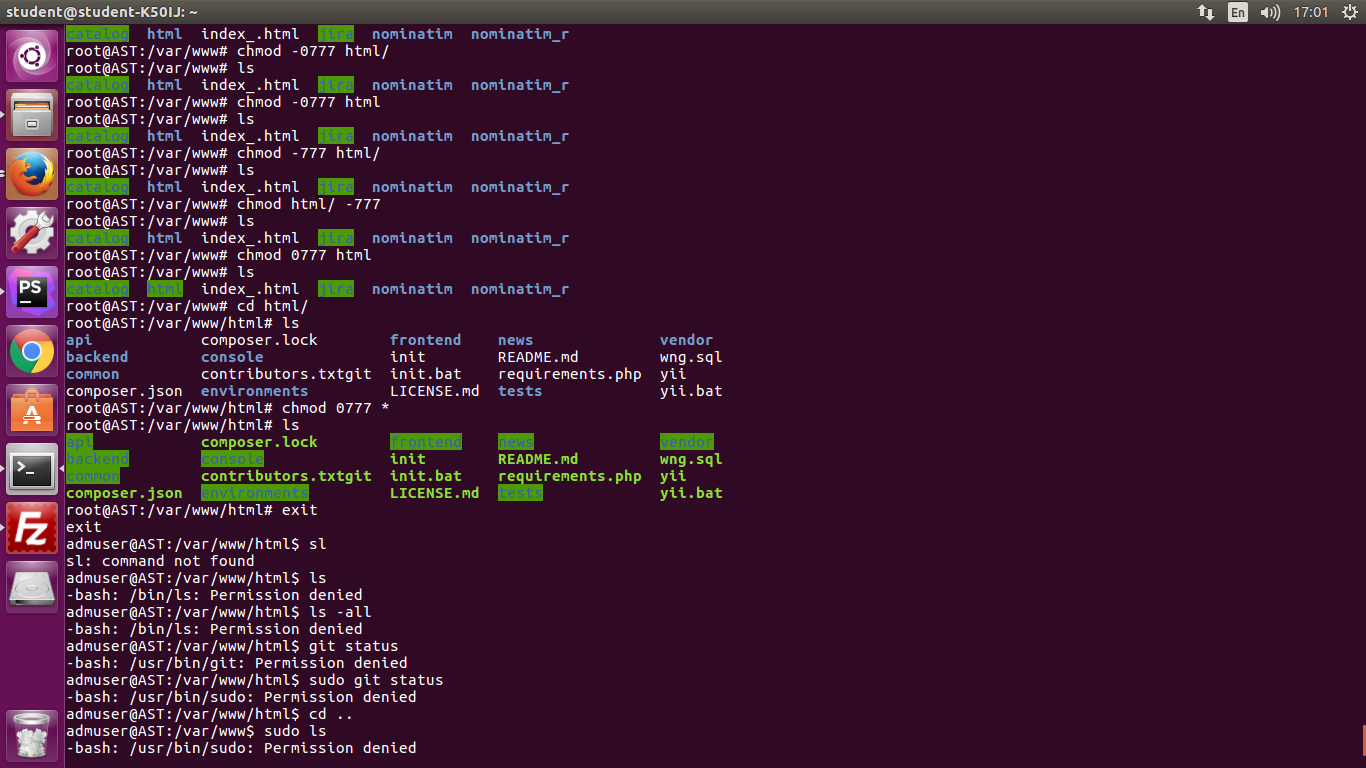 student@student-K50IJ: ~ En 17:01
catalog html index_.html jira nominatim nominatim_r
root@AST:/var/www# chmod -0777 html/
root@AST:/var/www# ls
catalog html index_.html jira nominatim nominatim_r
root@AST:/var/www# chmod -0777 html
root@AST:/var/www# ls
catalog html index_.html jira nominatim nominatim_r
root@AST:/var/www# chmod -777 html/
root@AST:/var/www# ls
catalog html index_.html jira nominatim nominatim_r
root@AST:/var/www# chmod html/ -777
root@AST:/var/www# ls
catalog html index_.html jira nominatim nominatim_r
root@AST:/var/www# chmod 0777 html
root@AST:/var/www# ls
catalog html index_.html jira nominatim nominatim_r
root@AST:/var/www# cd html/
root@AST:/var/www/html# ls
api composer.lock frontend news vendor
backend console init README.md wng.sql
common contributors.txtgit init.bat requirements.php yii
composer.json environments LICENSE.md tests yii.bat
root@AST:/var/www/html# chmod 0777 *
root@AST:/var/www/html# ls
api composer.lock frontend news vendor
backend console init README.md wng.sql
common contributors.txtgit init.bat requirements.php yii
composer.json environments LICENSE.md tests yii.bat
root@AST:/var/www/html# exit
exit
admuser@AST:/var/www/html$ sl
sl: command not found
admuser@AST:/var/www/html$ ls
-bash: /bin/ls: Permission denied
admuser@AST:/var/www/html$ ls -all
-bash: /bin/ls: Permission denied
admuser@AST:/var/www/html$ git status
-bash: /usr/bin/git: Permission denied
admuser@AST:/var/www/html$ sudo git status
-bash: /usr/bin/sudo: Permission denied
admuser@AST:/var/www/html$ cd ..
admuser@AST:/var/www$ sudo ls
-bash: /usr/bin/sudo: Permission denied
PS
A
>_
Fz